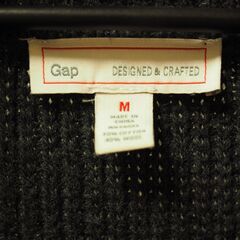 Gap DESIGNED & CRAFTED
M
MADE IN
CHINA